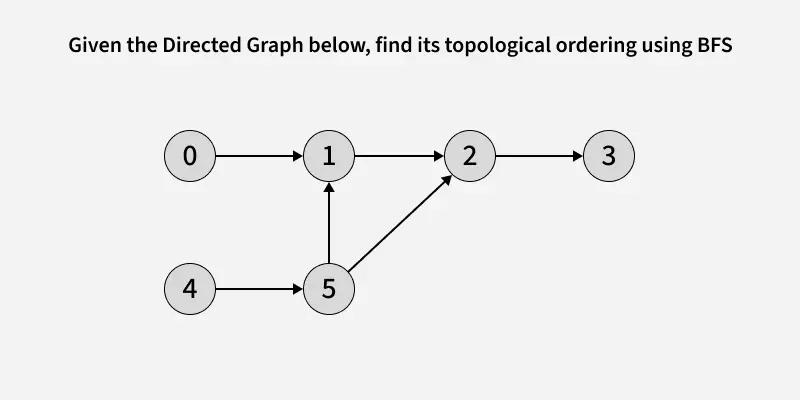 Given the Directed Graph below, find its topological ordering using BFS
0 1 2 3
4 5